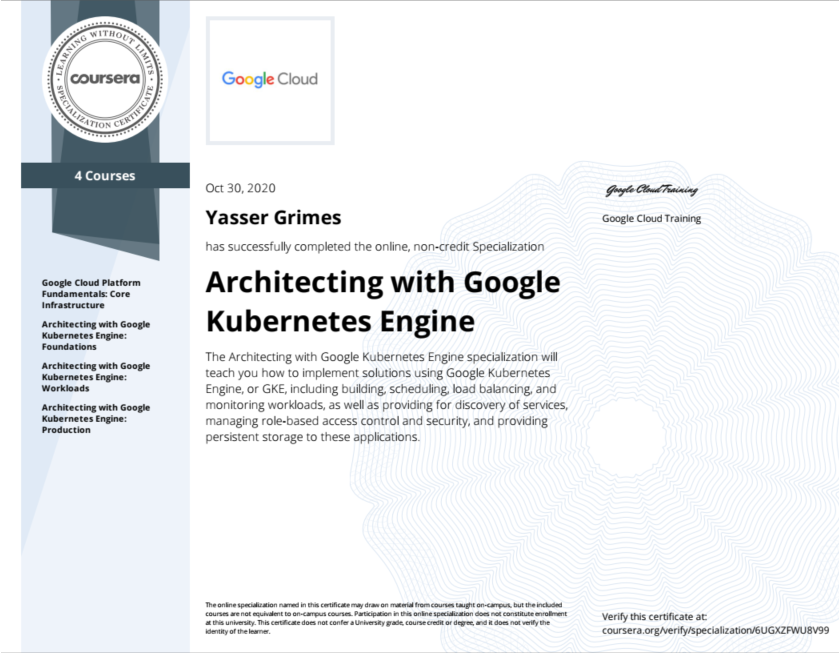 LEARNING WITHOUT LIMITS
coursera
SPECIALIZATION CERTIFICATE
Google Cloud
4 Courses
Google Cloud Platform
Fundamentals: Core
Infrastructure
Architecting with Google
Kubernetes Engine:
Foundations
Architecting with Google
Kubernetes Engine:
Workloads
Architecting with Google
Kubernetes Engine:
Production
Oct 30, 2020
Yasser Grimes
has successfully completed the online, non-credit Specialization
Architecting with Google
Kubernetes Engine
The Architecting with Google Kubernetes Engine specialization will
teach you how to implement solutions using Google Kubernetes
Engine, or GKE, including building, scheduling, load balancing, and
monitoring workloads, as well as providing for discovery of services,
managing role-based access control and security, and providing
persistent storage to these applications.
Google Cloud Training
Google Cloud Training
The online specialization named in this certificate may draw on material from courses taught on-campus, but the included
courses are not equivalent to on-campus courses. Participation in this online specialization does not constitute enrollment
at this university. This certificate does not confer a University grade, course credit or degree, and it does not verify the
identity of the learner.
Verify this certificate at:
coursera.org/verify/specialization/6UGXZFWU8V99